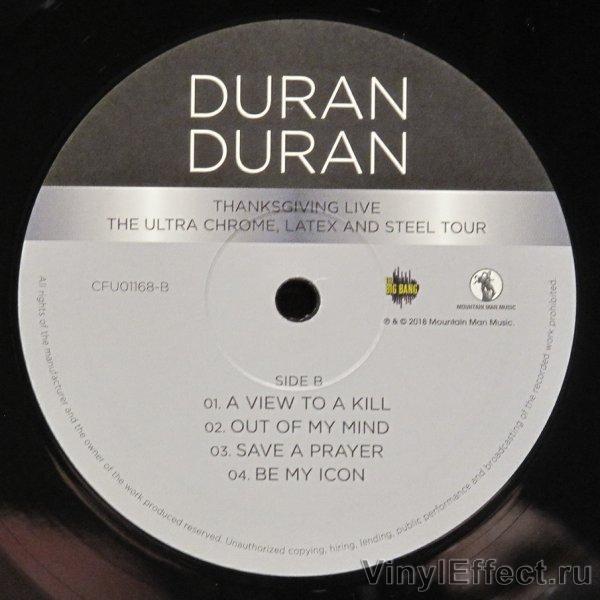 DURAN
DURAN
THANKSGIVING LIVE
THE ULTRA CHROME, LATEX AND STEEL TOUR
CFU01168-B
BIG BANG
MOUNTAIN MAN MUSIC
℗ & © 2018 Mountain Man Music.
SIDE B
01. A VIEW TO A KILL
02. OUT OF MY MIND
03. SAVE A PRAYER
04. BE MY ICON
All rights of the manufacturer and the owner of the work produced reserved. Unauthorized copying, hiring, lending, public performance and broadcasting of the recorded work prohibited.
VinylEffect.ru